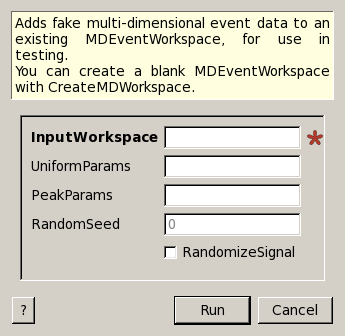 Adds fake multi-dimensional event data to an
existing MDEventWorkspace, for use in
testing.
You can create a blank MDEventWorkspace
with CreateMDWorkspace.
InputWorkspace *
UniformParams
PeakParams
RandomSeed 0
RandomizeSignal
? Run Cancel